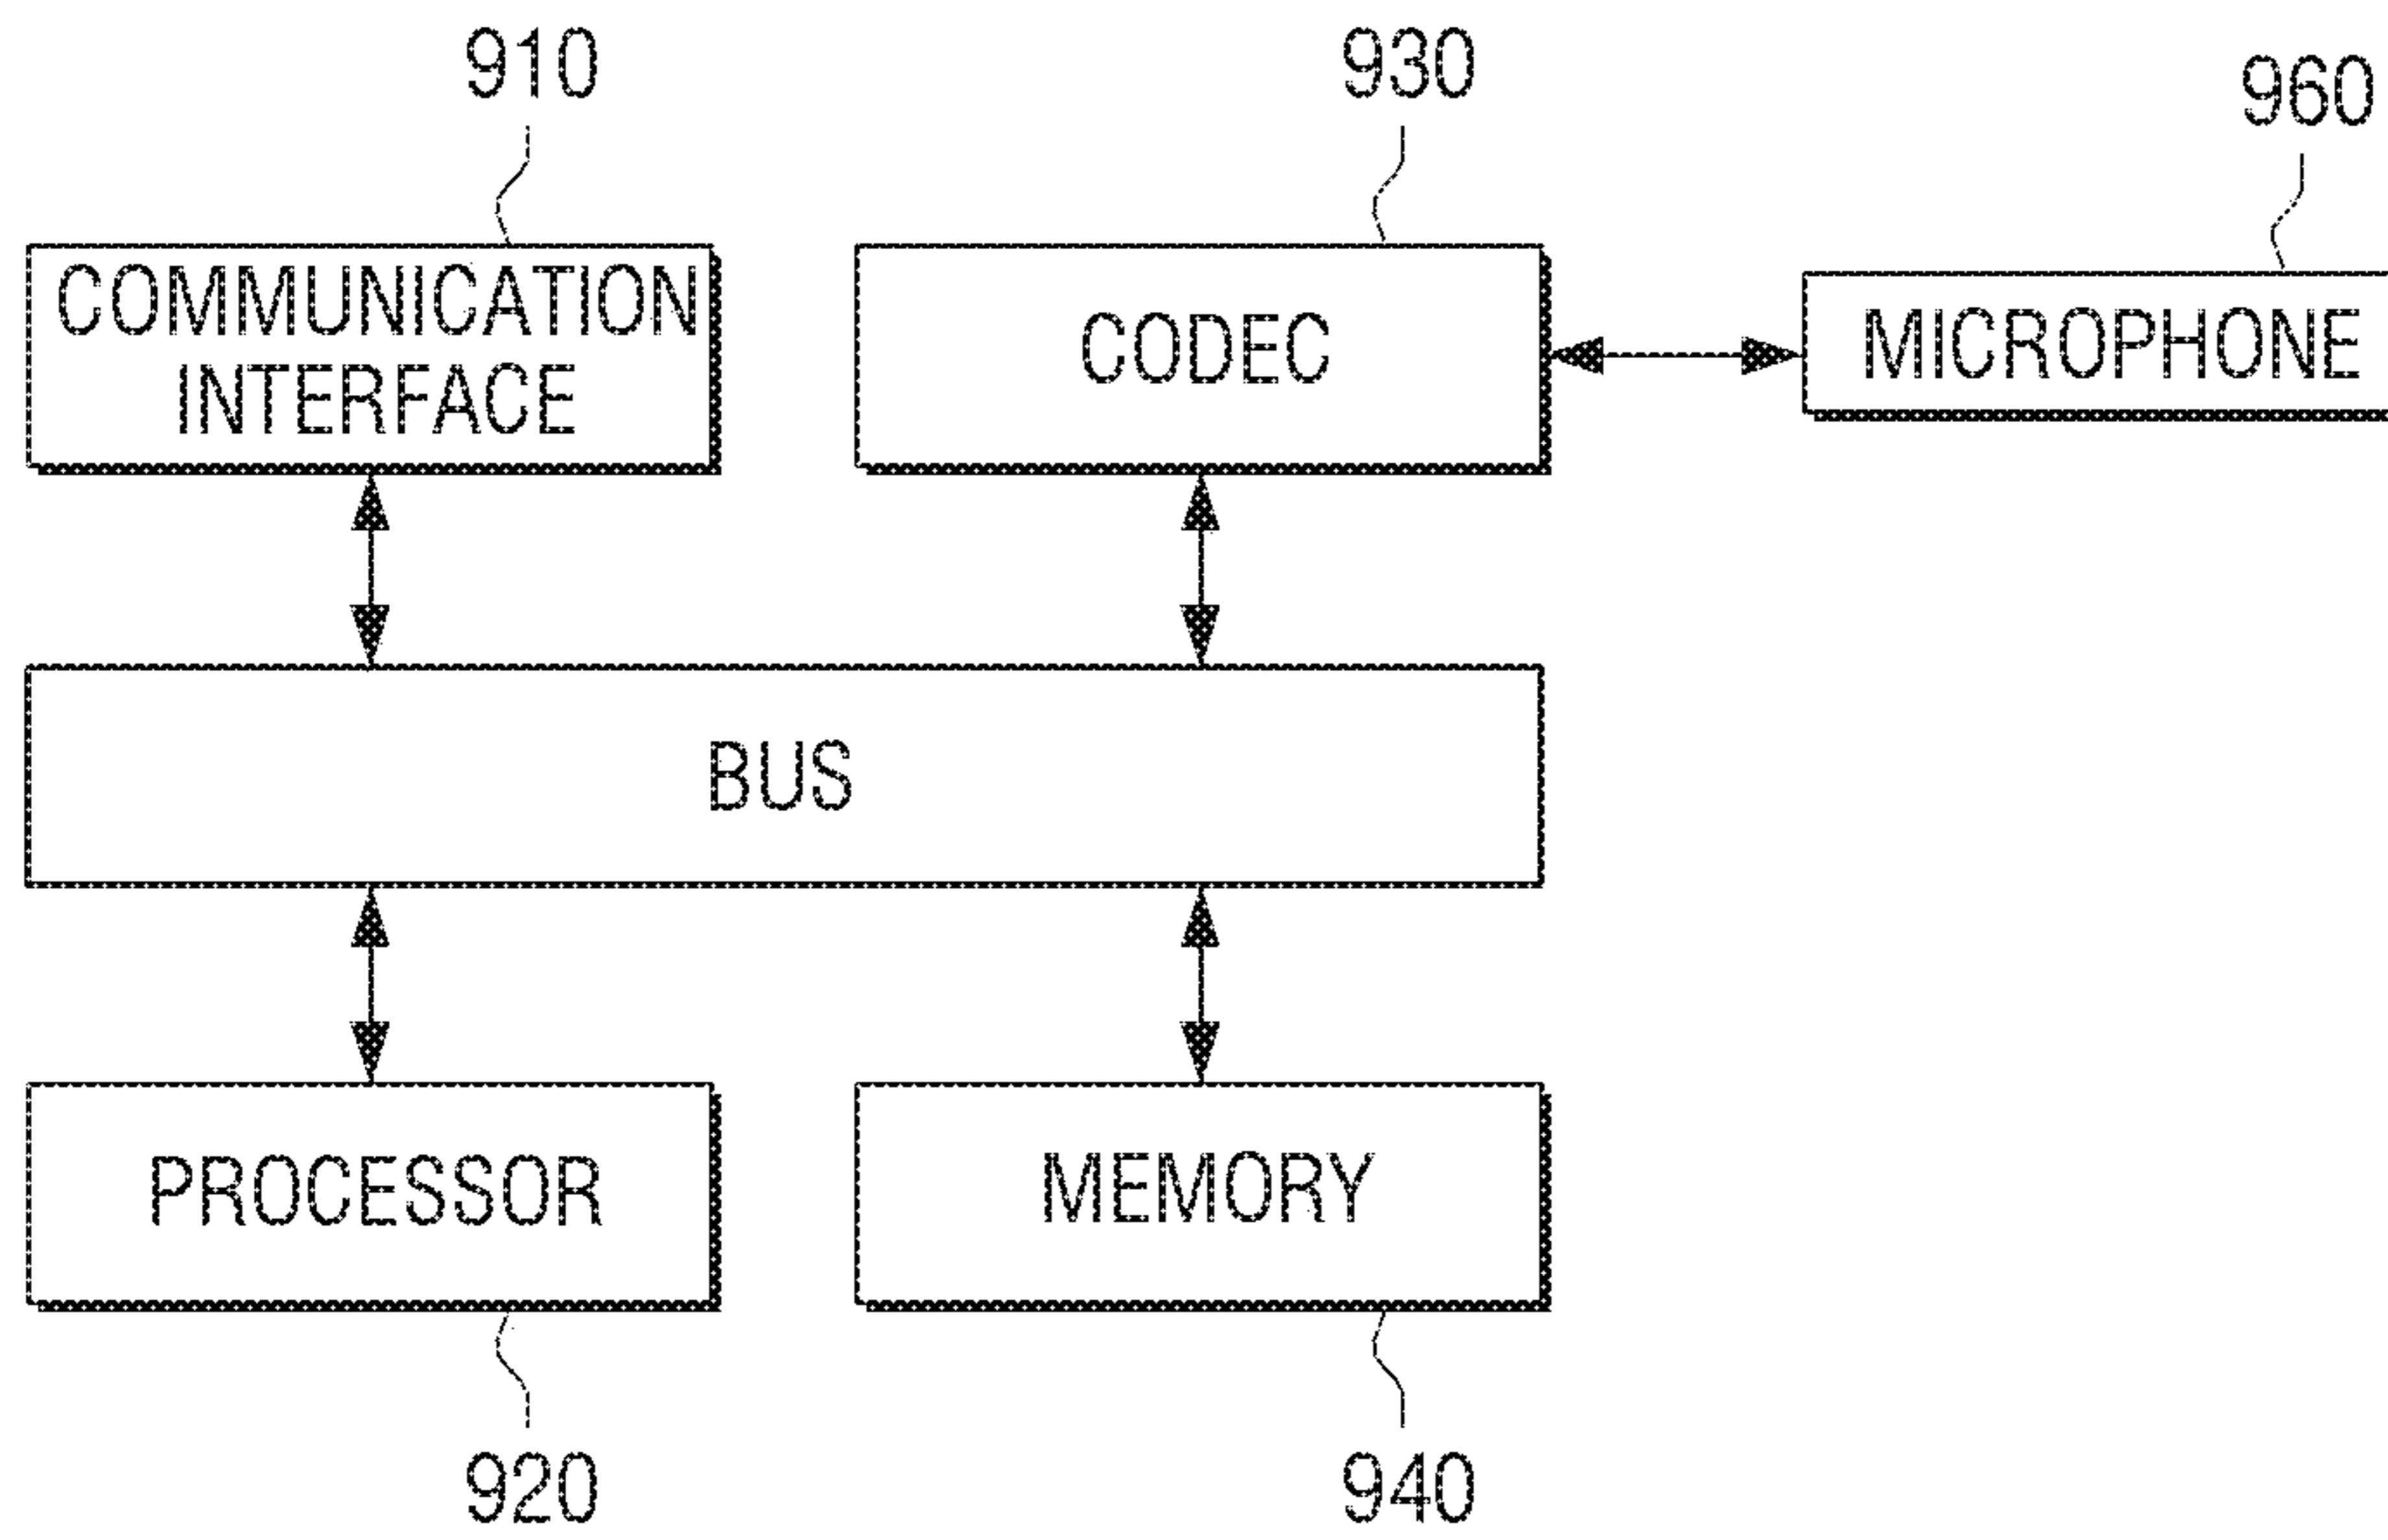 910
930
960
COMMUNICATION
INTERFACE
CODEC
MICROPHONE
BUS
PROCESSOR
MEMORY
920
940